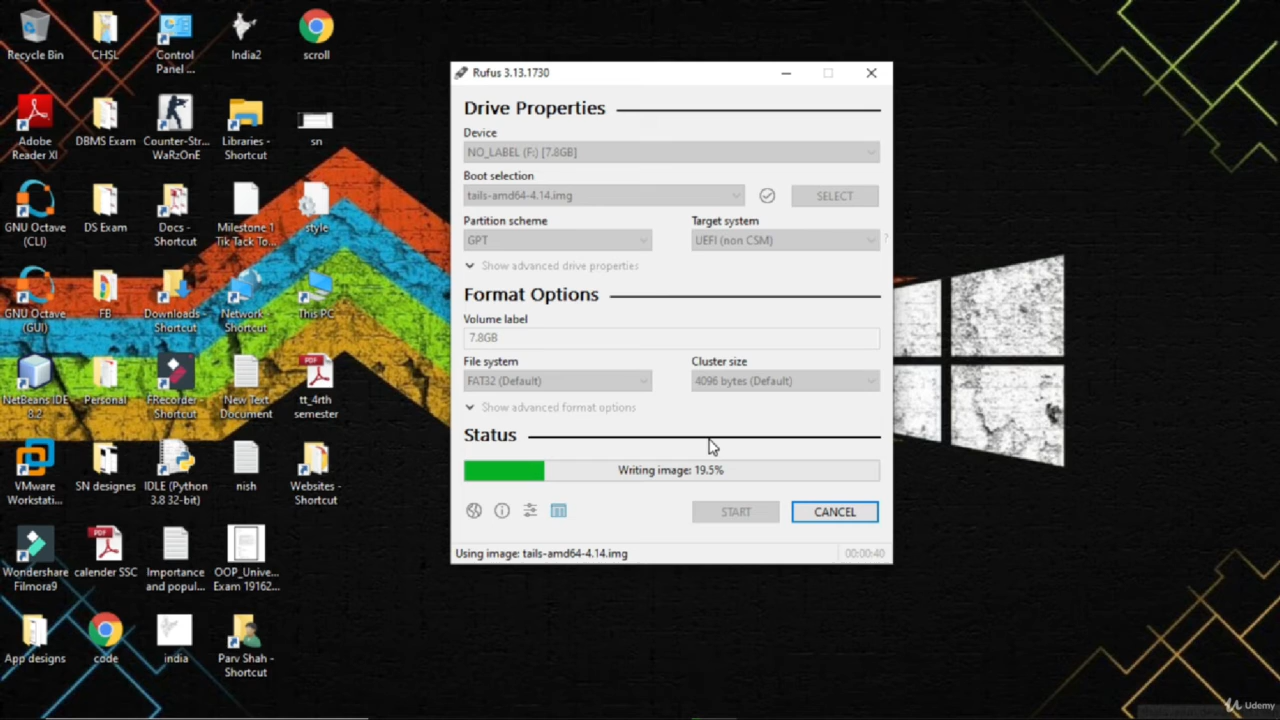 Recycle Bin
CHSL
Control
Panel ...
India2
scroll
Adobe
Reader XI
DBMS Exam
Counter-Str...
WaRzOnE
Libraries -
Shortcut
sn
GNU Octave
(CLI)
DS Exam
Docs -
Shortcut
Milestone 1
Tik Tack To...
style
GNU Octave
(GUI)
FB
Downloads -
Shortcut
Network -
Shortcut
This PC
NetBeans IDE
8.2
Personal
FRecorder -
Shortcut
New Text
Document
tt_4rth
semester
VMware
Workstati...
SN designes
IDLE (Python
3.8 32-bit)
nish
Websites -
Shortcut
Wondershare
Filmora9
PDF
calender SSC
Importance
and popul...
OOP_Unive...
Exam 19162...
App designs
code
india
Parv Shah -
Shortcut
Rufus 3.13.1730
Drive Properties
Device
NO_LABEL (F:) [7.8GB]
Boot selection
tails-amd64-4.14.img
SELECT
Partition scheme
Target system
GPT
UEFI (non CSM)
?
Show advanced drive properties
Format Options
Volume label
7.8GB
File system
Cluster size
FAT32 (Default)
4096 bytes (Default)
Show advanced format options
Status
Writing image: 19.5%
START
CANCEL
Using image: tails-amd64-4.14.img
00:00:40
Udemy